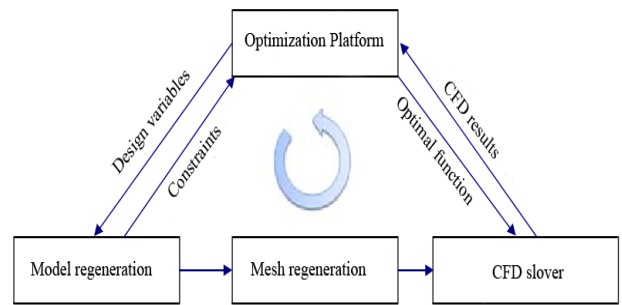 Optimization Platform
Design variables
Constraints
CFD results
Optimal function
Model regeneration
Mesh regeneration
CFD slover